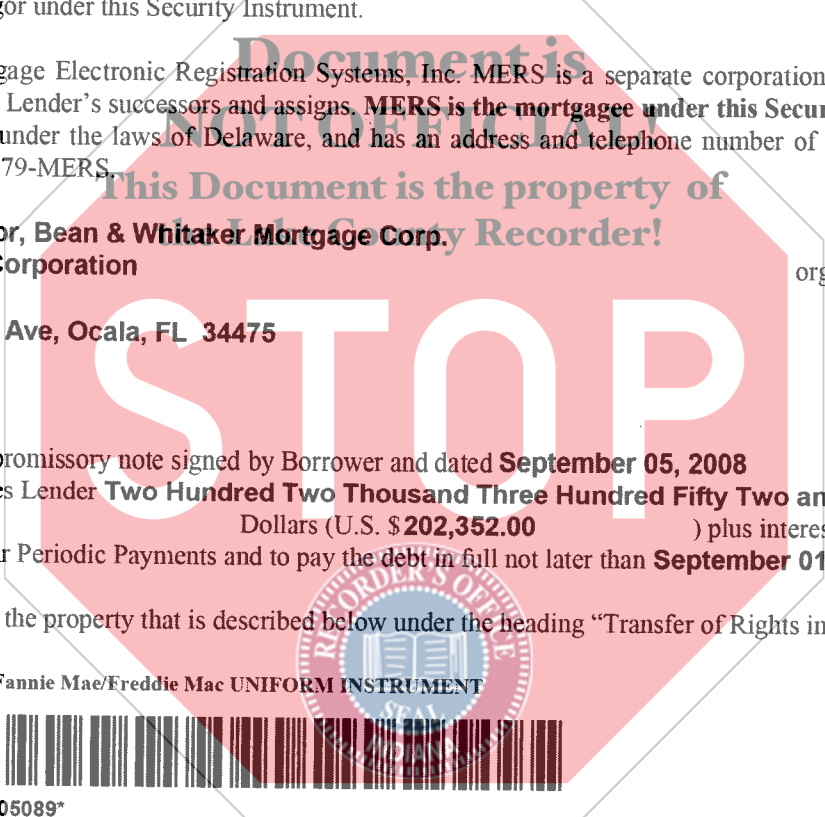 gor under this Security Instrument.
Document is
gage Electronic Registration Systems, Inc. MERS is a separate corporation
Lender's successors and assigns. MERS is the mortgagee under this Secur
NOT OFFICIAL!
under the laws of Delaware, and has an address and telephone number of
79-MERS.
This Document is the property of
the Lake County Recorder!
or, Bean & Whitaker Mortgage Corp.
Corporation
org
Ave, Ocala, FL 34475
STOP
promissory note signed by Borrower and dated September 05, 2008
s Lender Two Hundred Two Thousand Three Hundred Fifty Two an
Dollars (U.S. $202,352.00 ) plus interes
r Periodic Payments and to pay the debt in full not later than September 01
RECORDER'S OFFICE
the property that is described below under the heading “Transfer of Rights in
Fannie Mae/Freddie Mac UNIFORM INSTRUMENT
SEAL
INDIANA
05089*